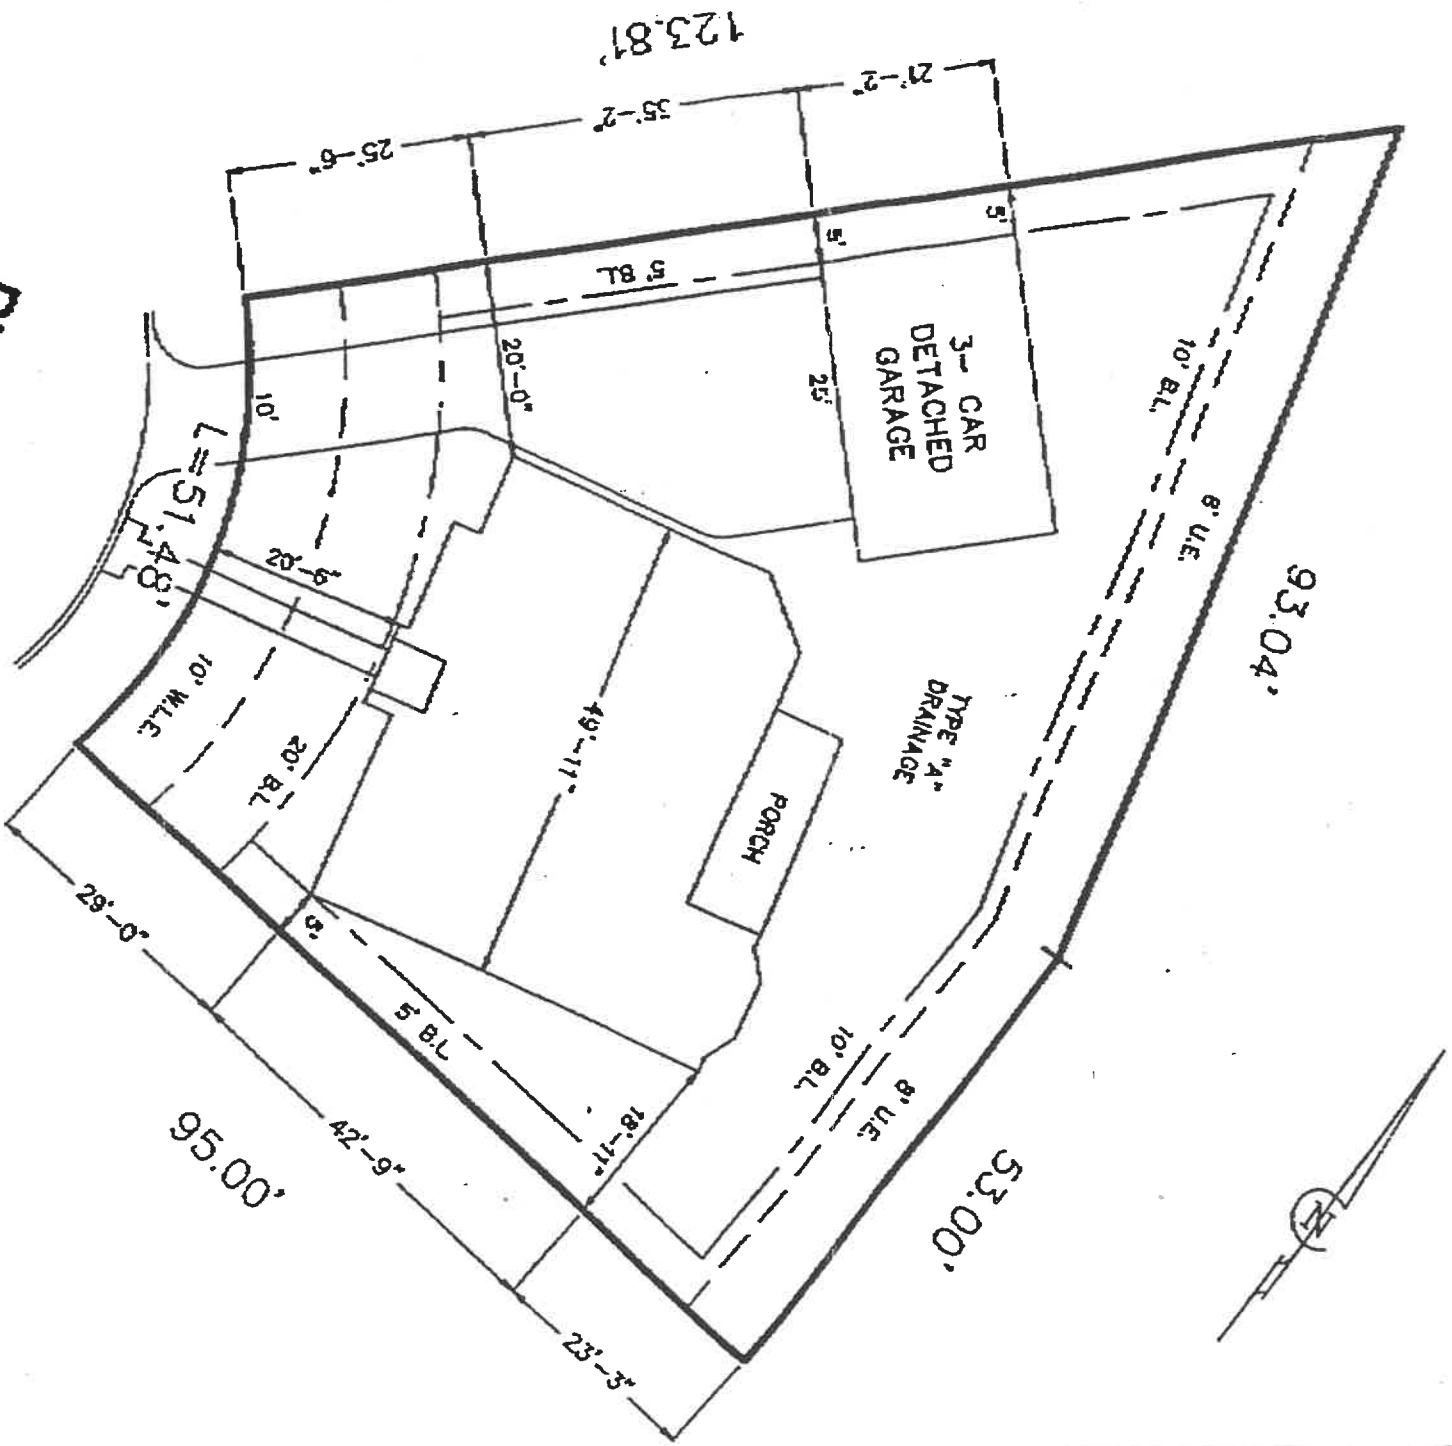 123.81'
21'-2"
35'-2"
25'-6"
5'
5'
5' B.L.
3- CAR
DETACHED
GARAGE
25'
20'-0"
10'
L=51.48'
20'-9"
10' W.L.E.
20' B.L.
49'-11"
PORCH
TYPE "A"
DRAINAGE
10' B.L.
8' U.E.
93.04'
5'
5' B.L.
18'-11"
10' B.L.
8' U.E.
53.00'
29'-0"
42'-9"
23'-3"
95.00'
N